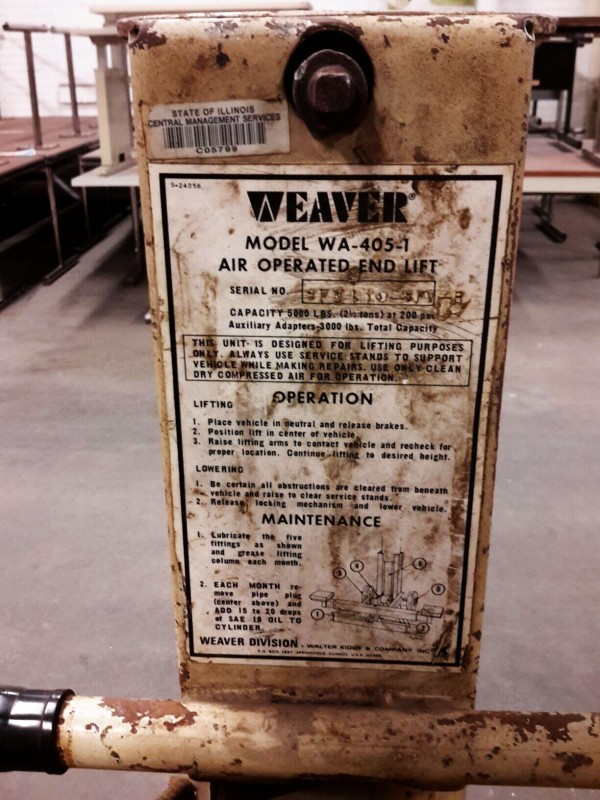 STATE OF ILLINOIS
CENTRAL MANAGEMENT SERVICES
C05799
S-24056
WEAVER®
MODEL WA-405-1
AIR OPERATED END LIFT
SERIAL NO.
CAPACITY 5000 LBS. (2½ tons) at 200 psi
Auxiliary Adapters-3000 lbs. Total Capacity
THIS UNIT IS DESIGNED FOR LIFTING PURPOSES
ONLY. ALWAYS USE SERVICE STANDS TO SUPPORT
VEHICLE WHILE MAKING REPAIRS. USE ONLY CLEAN
DRY COMPRESSED AIR FOR OPERATION.
OPERATION
LIFTING
1. Place vehicle in neutral and release brakes.
2. Position lift in center of vehicle.
3. Raise lifting arms to contact vehicle and recheck for
proper location. Continue lifting to desired height.
LOWERING
1. Be certain all obstructions are cleared from beneath
vehicle and raise to clear service stands.
2. Release locking mechanism and lower vehicle.
MAINTENANCE
1. Lubricate the five
fittings as shown
and grease lifting
column each month.
2. EACH MONTH re-
move pipe plug
(center above) and
ADD 15 to 20 drops
of SAE 10 OIL TO
CYLINDER.
WEAVER DIVISION • WALTER KIDDE & COMPANY INC.